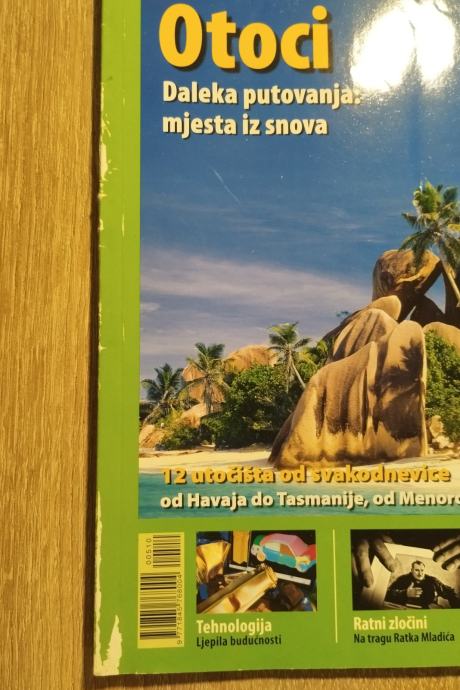 Otoci
Daleka putovanja:
mjesta iz snova
12 utočišta od svakodnevice
od Havaja do Tasmanije, od Menorc
00510
Tehnologija
Ljepila budućnosti
Ratni zločini
Na tragu Ratka Mladića